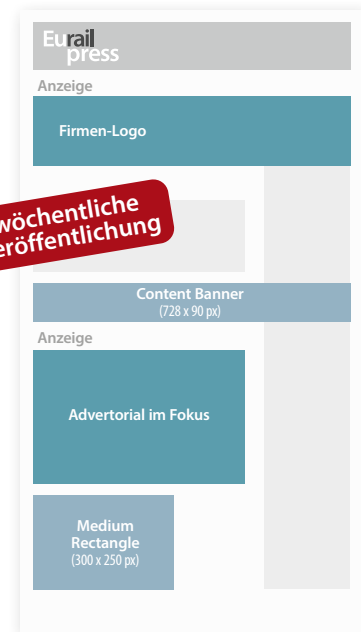 Eurail
press
Anzeige
Firmen-Logo
wöchentliche
eröffentlichung
Content Banner
(728 x 90 px)
Anzeige
Advertorial im Fokus
Medium
Rectangle
(300 x 250 px)